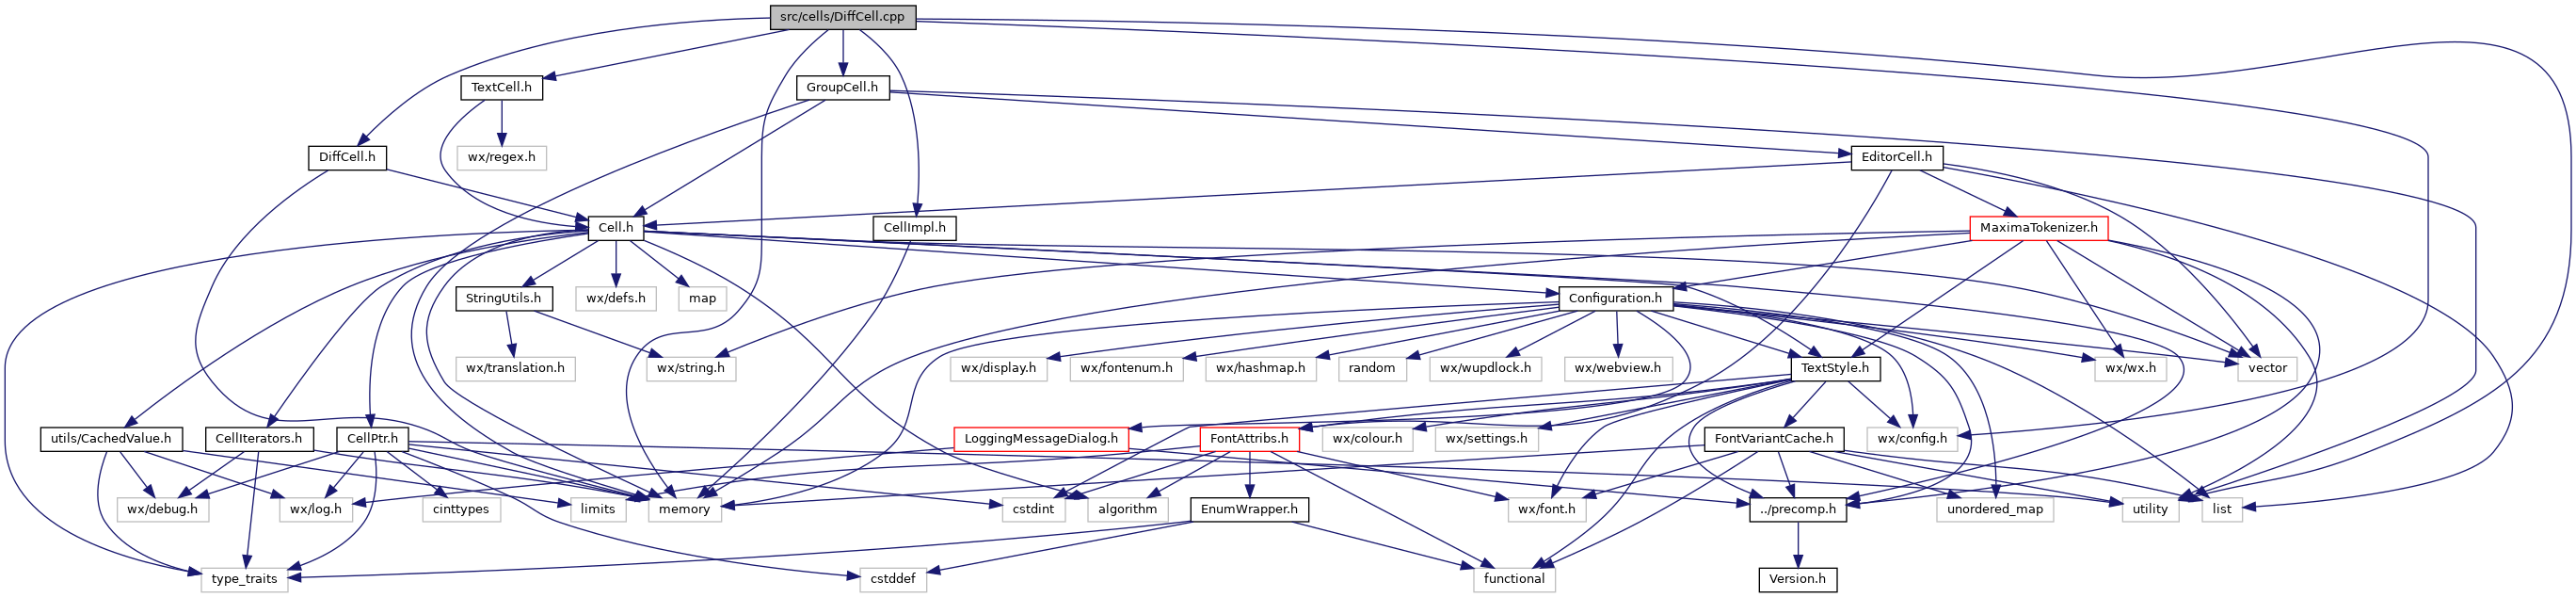 src/cells/DiffCell.cpp
TextCell.h
GroupCell.h
DiffCell.h
wx/regex.h
EditorCell.h
Cell.h
CellImpl.h
MaximaTokenizer.h
StringUtils.h
wx/defs.h
map
Configuration.h
wx/translation.h
wx/string.h
wx/display.h
wx/fontenum.h
wx/hashmap.h
random
wx/wupdlock.h
wx/webview.h
TextStyle.h
wx/wx.h
vector
utils/CachedValue.h
CellIterators.h
CellPtr.h
LoggingMessageDialog.h
FontAttribs.h
wx/colour.h
wx/settings.h
FontVariantCache.h
wx/config.h
wx/debug.h
wx/log.h
cinttypes
limits
memory
cstdint
algorithm
EnumWrapper.h
wx/font.h
../precomp.h
unordered_map
utility
list
type_traits
cstddef
functional
Version.h